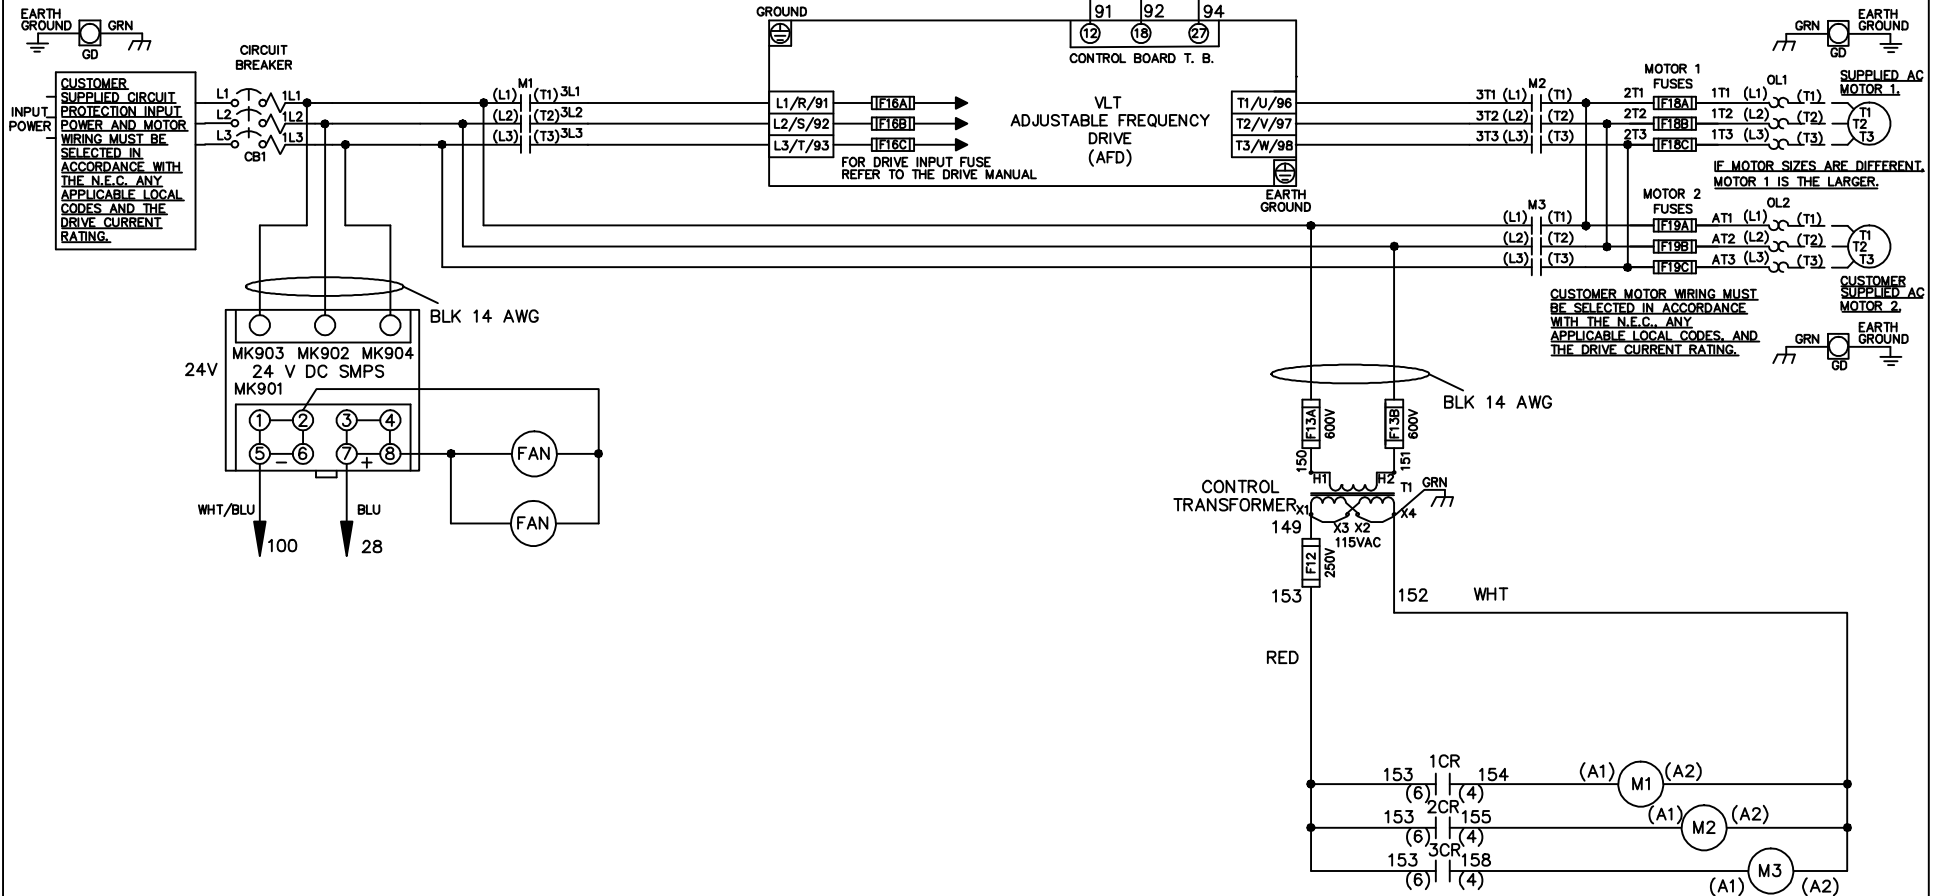 EARTH
GROUND
GRN
GD
INPUT
POWER
CUSTOMER
SUPPLIED CIRCUIT
PROTECTION INPUT
POWER AND MOTOR
WIRING MUST BE
SELECTED IN
ACCORDANCE WITH
THE N.E.C. ANY
APPLICABLE LOCAL
CODES AND THE
DRIVE CURRENT
RATING.
CIRCUIT
BREAKER
L1 1L1
L2 1L2
L3 1L3
CB1
M1
(L1) (T1) 3L1
(L2) (T2) 3L2
(L3) (T3) 3L3
GROUND
91 92 94
12 18 27
CONTROL BOARD T. B.
L1/R/91 F16A
L2/S/92 F16B
L3/T/93 F16C
FOR DRIVE INPUT FUSE
REFER TO THE DRIVE MANUAL
VLT
ADJUSTABLE FREQUENCY
DRIVE
(AFD)
T1/U/96
T2/V/97
T3/W/98
EARTH
GROUND
M2
3T1 (L1) (T1)
3T2 (L2) (T2)
3T3 (L3) (T3)
MOTOR 1
FUSES
2T1 F18A 1T1 (L1) (T1)
2T2 F18B 1T2 (L2) (T2)
2T3 F18C 1T3 (L3) (T3)
OL1
GRN
GD
EARTH
GROUND
SUPPLIED AC
MOTOR 1.
T1
T2
T3
IF MOTOR SIZES ARE DIFFERENT,
MOTOR 1 IS THE LARGER.
M3
(L1) (T1)
(L2) (T2)
(L3) (T3)
MOTOR 2
FUSES
F19A AT1 (L1) (T1)
F19B AT2 (L2) (T2)
F19C AT3 (L3) (T3)
OL2
T1
T2
T3
CUSTOMER
SUPPLIED AC
MOTOR 2.
CUSTOMER MOTOR WIRING MUST
BE SELECTED IN ACCORDANCE
WITH THE N.E.C., ANY
APPLICABLE LOCAL CODES, AND
THE DRIVE CURRENT RATING.
GRN
GD
EARTH
GROUND
BLK 14 AWG
MK903 MK902 MK904
24V
24 V DC SMPS
MK901
1 2 3 4
5 - 6 7 + 8
FAN
FAN
WHT/BLU
BLU
100
28
BLK 14 AWG
F13A
600V
F13B
600V
150
151
H1 H2
T1
GRN
CONTROL
TRANSFORMER
X1
X3 X2
X4
115VAC
149
F12
250V
153
152
WHT
RED
1CR
153 154
(6) (4)
(A1) M1 (A2)
2CR
153 155
(6) (4)
(A1) M2 (A2)
3CR
153 158
(6) (4)
(A1) M3 (A2)